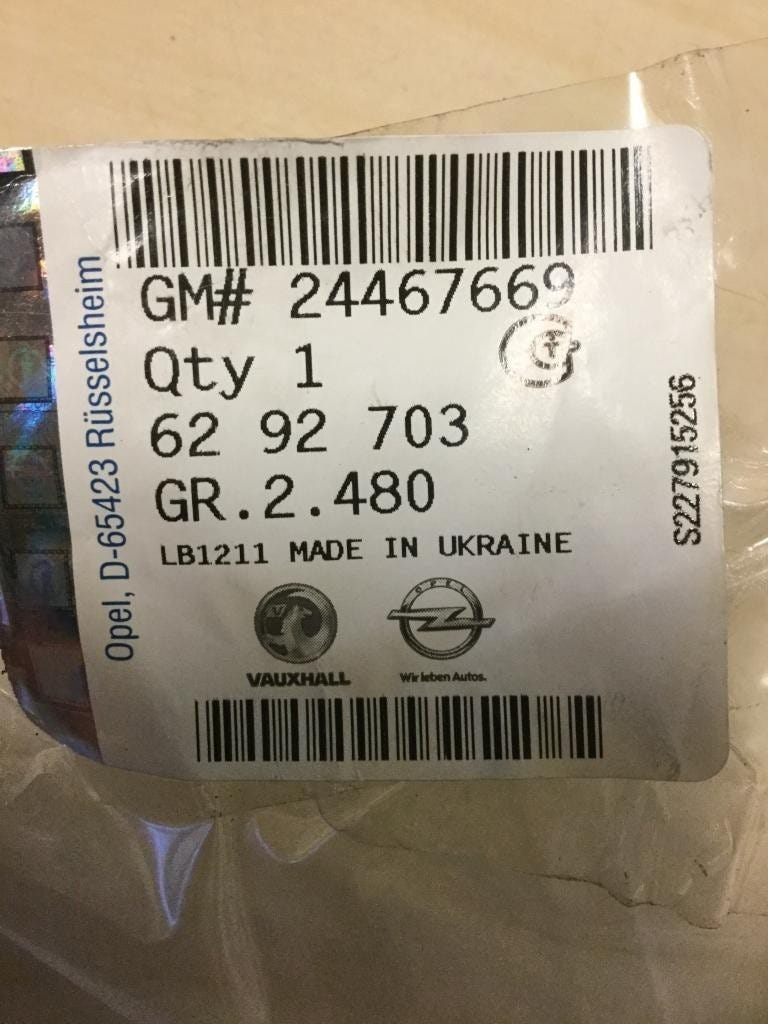 GM# 24467669
Qty 1
62 92 703
GR.2.480
LB1211 MADE IN UKRAINE
VAUXHALL
OPEL
Wir leben Autos.
Opel, D-65423 Rüsselsheim
S227915256